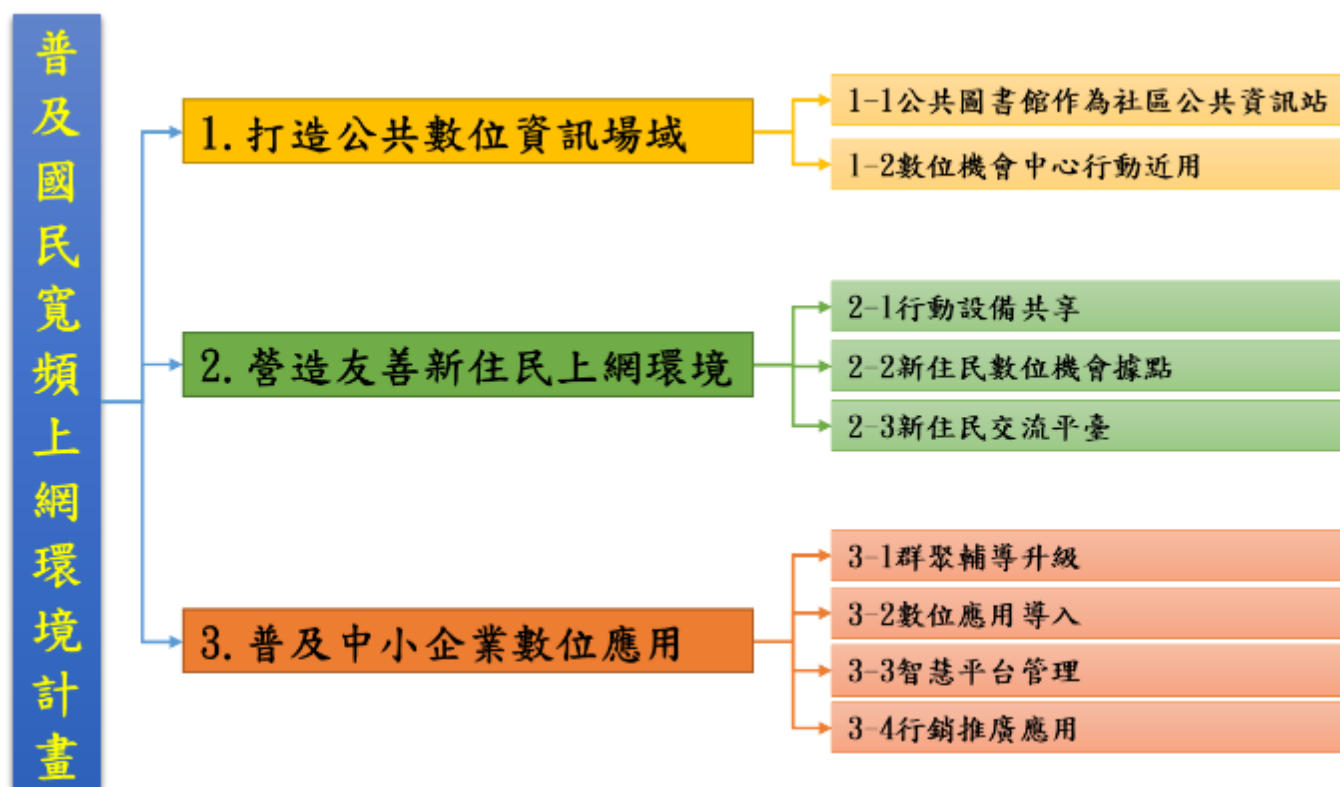 普及國民寬頻上網環境計畫
1.打造公共數位資訊場域
1-1公共圖書館作為社區公共資訊站
1-2數位機會中心行動近用
2.營造友善新住民上網環境
2-1行動設備共享
2-2新住民數位機會據點
2-3新住民交流平臺
3.普及中小企業數位應用
3-1群聚輔導升級
3-2數位應用導入
3-3智慧平台管理
3-4行銷推廣應用